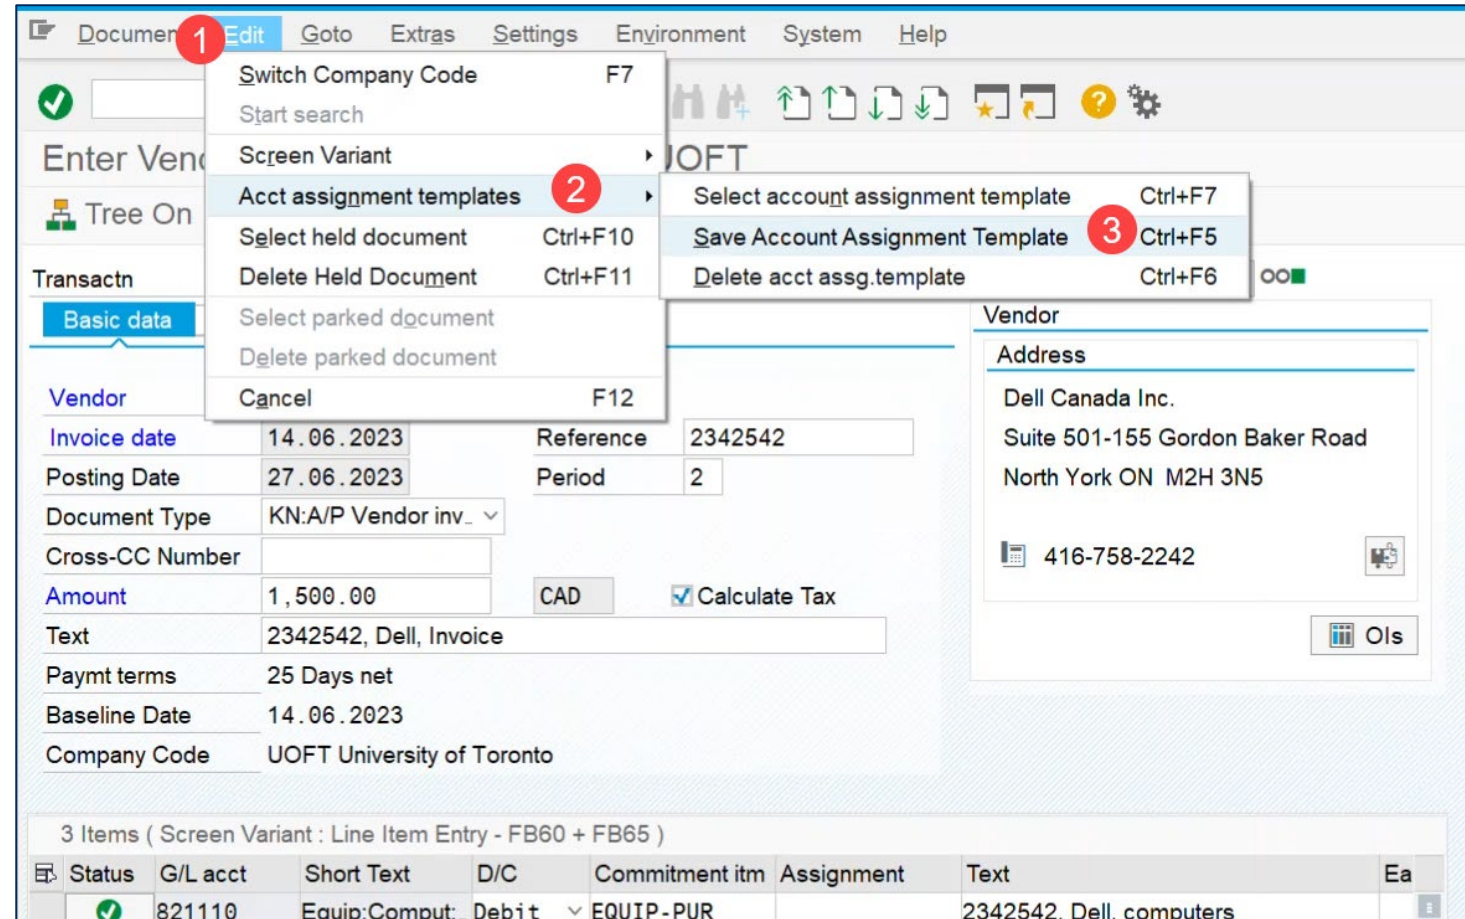 Documen 1 Edit Goto Extras Settings Environment System Help
Switch Company Code F7
Start search
Enter Vend Screen Variant UOFT
Tree On Acct assignment templates 2 Select account assignment template Ctrl+F7
Select held document Ctrl+F10 Save Account Assignment Template 3 Ctrl+F5
Transactn Delete Held Document Ctrl+F11 Delete acct assg.template Ctrl+F6
Basic data Select parked document Vendor
Delete parked document Address
Vendor Cancel F12 Dell Canada Inc.
Invoice date 14.06.2023 Reference 2342542 Suite 501-155 Gordon Baker Road
Posting Date 27.06.2023 Period 2 North York ON M2H 3N5
Document Type KN:A/P Vendor inv_
Cross-CC Number 416-758-2242
Amount 1,500.00 CAD Calculate Tax
Text 2342542, Dell, Invoice OIs
Paymt terms 25 Days net
Baseline Date 14.06.2023
Company Code UOFT University of Toronto
3 Items ( Screen Variant : Line Item Entry - FB60 + FB65 )
Status G/L acct Short Text D/C Commitment itm Assignment Text Ea
821110 Equip:Comput:_ Debit EQUIP-PUR 2342542, Dell, computers